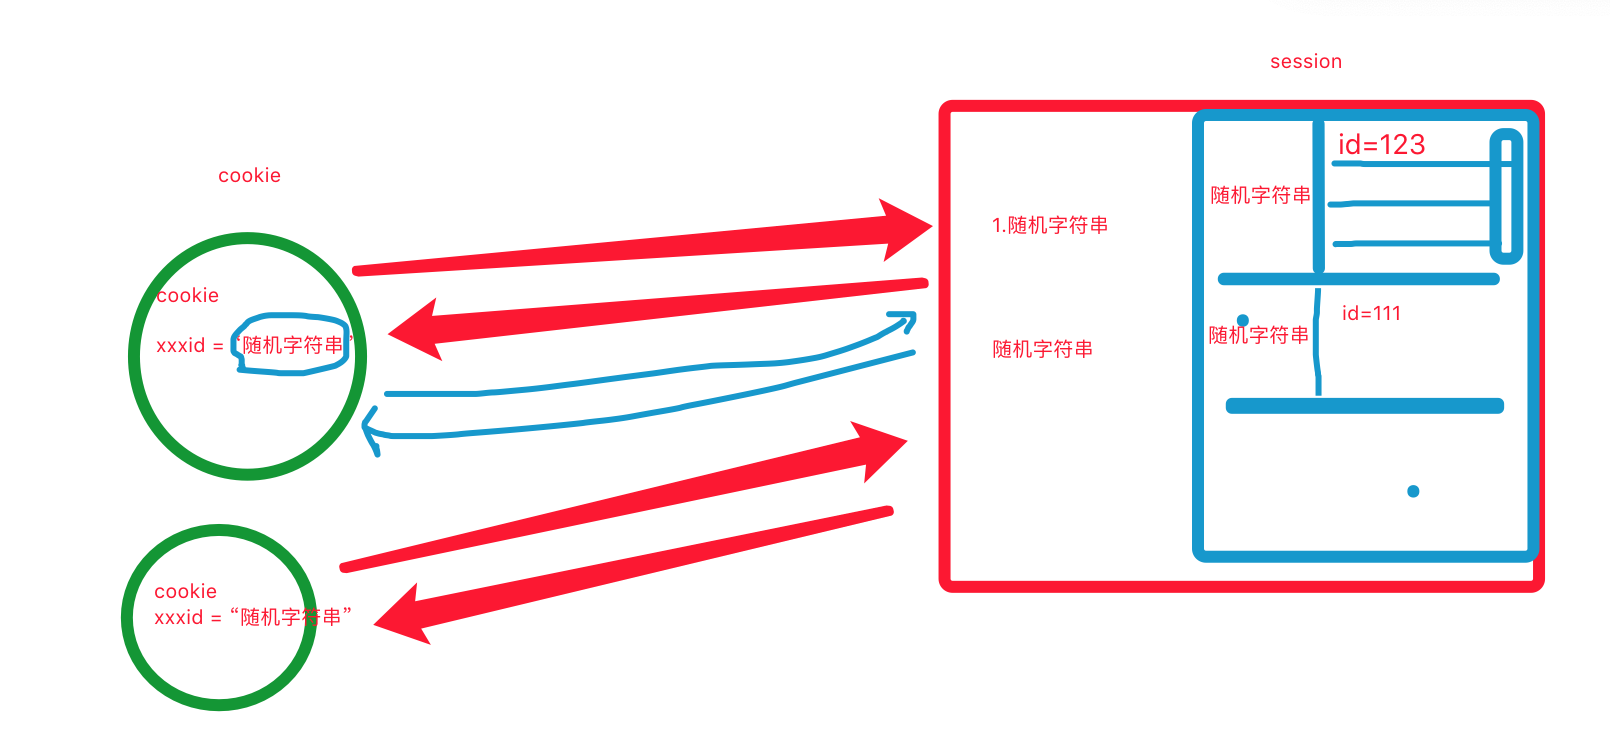 session
cookie
id=123
随机字符串
1.随机字符串
cookie
xxxid = “随机字符串”
id=111
随机字符串
随机字符串
cookie
xxxid = “随机字符串”